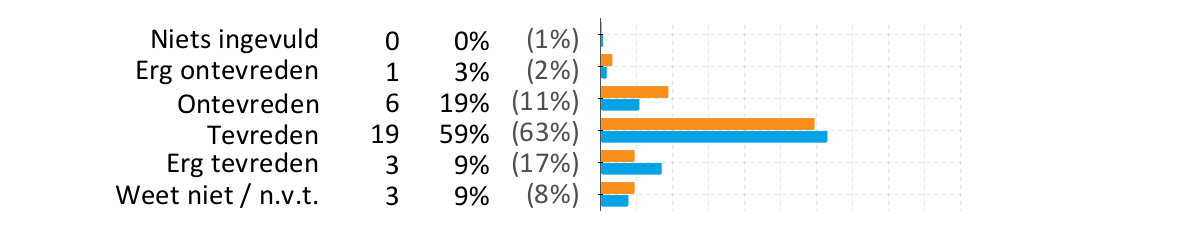 Niets ingevuld 0 0% (1%)
Erg ontevreden 1 3% (2%)
Ontevreden 6 19% (11%)
Tevreden 19 59% (63%)
Erg tevreden 3 9% (17%)
Weet niet / n.v.t. 3 9% (8%)